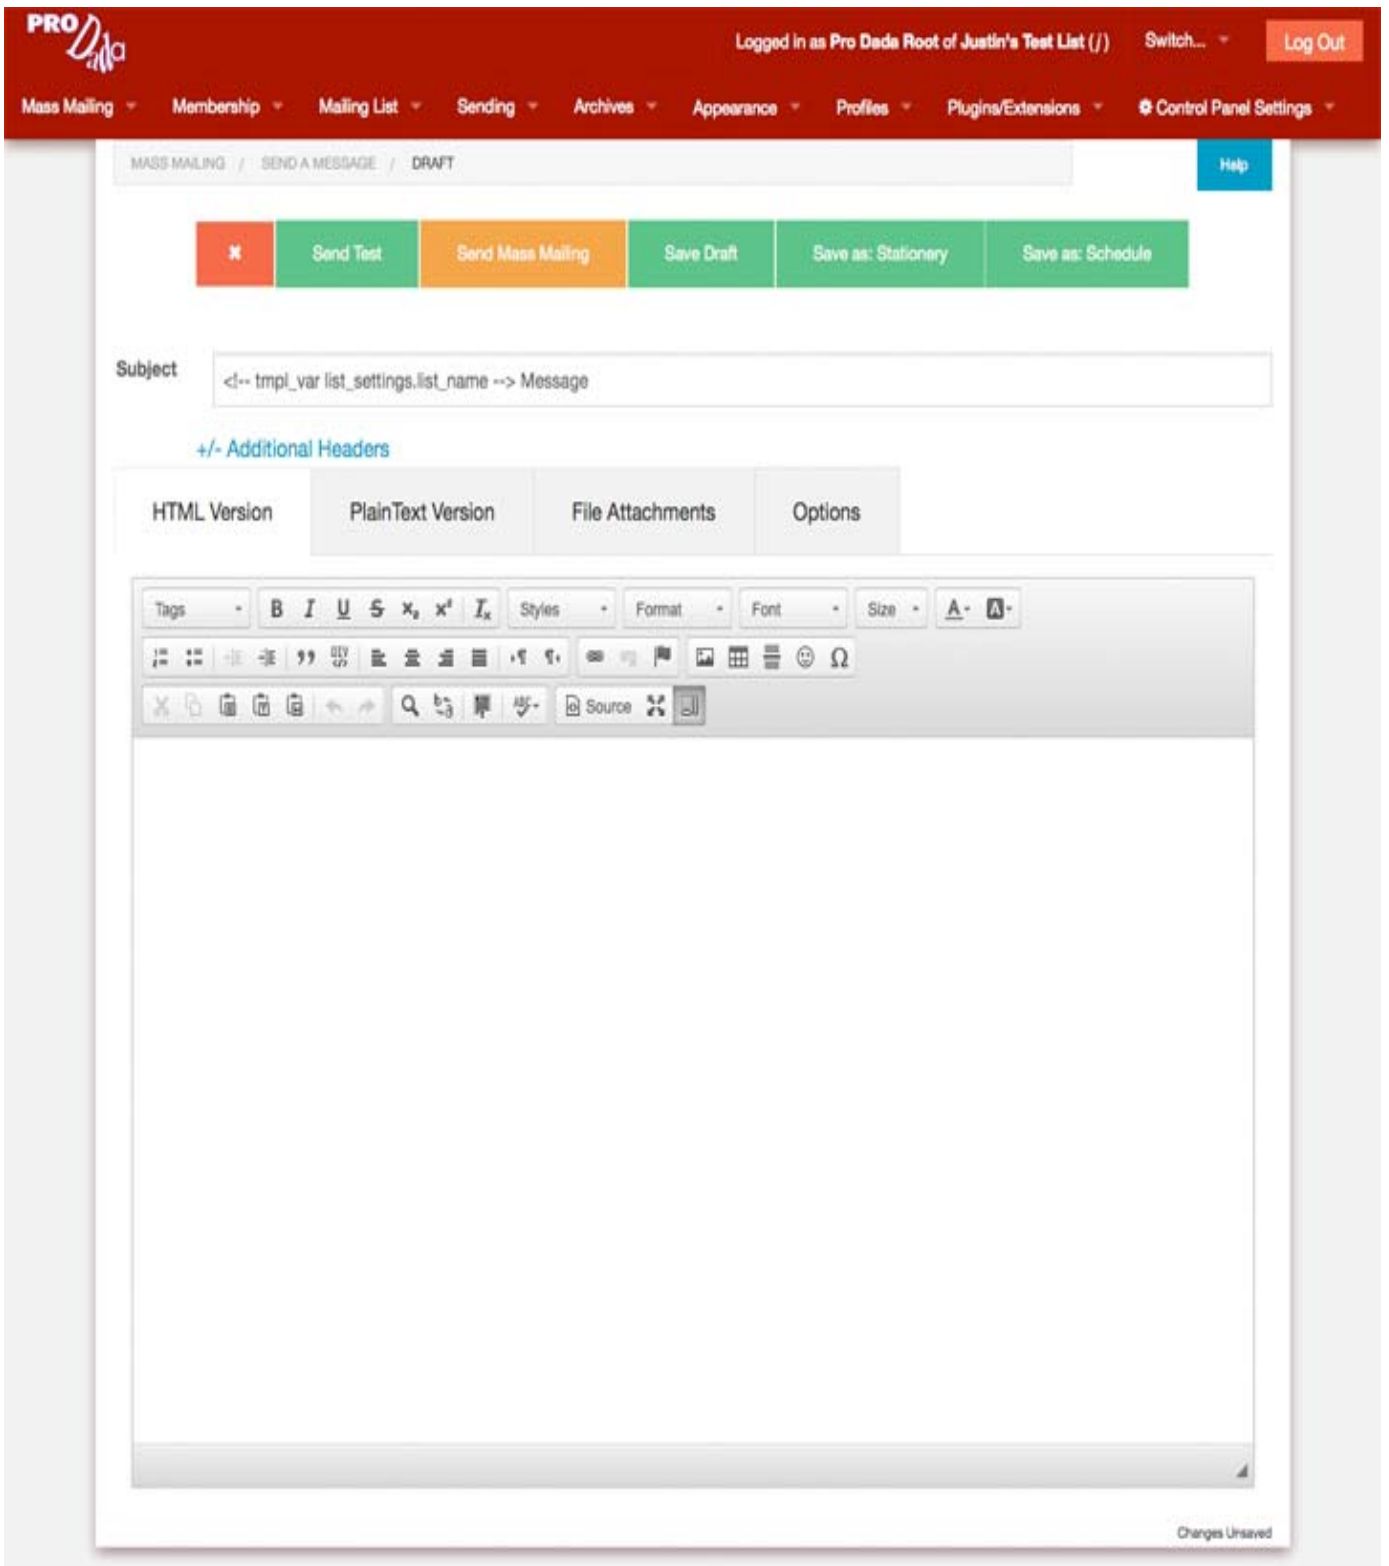 PRO Dada
Logged in as Pro Dada Root of Justin's Test List (j) Switch... Log Out
Mass Mailing Membership Mailing List Sending Archives Appearance Profiles Plugins/Extensions Control Panel Settings
MASS MAILING / SEND A MESSAGE / DRAFT Help
Send Test Send Mass Mailing Save Draft Save as: Stationery Save as: Schedule
Subject <!-- tmpl_var list_settings.list_name --> Message
+/- Additional Headers
HTML Version PlainText Version File Attachments Options
Tags B I U S x₂ x² Ix Styles Format Font Size A A
Ω
Source
Changes Unsaved